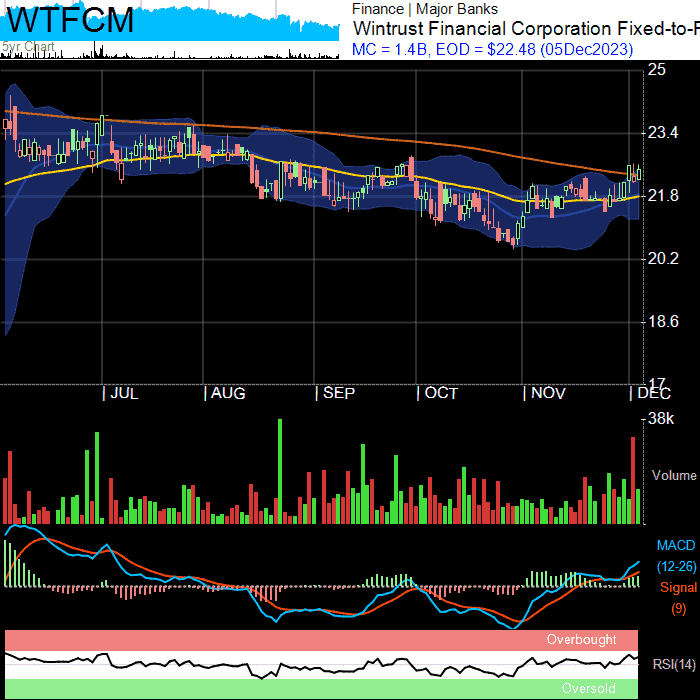 WTFCM
5yr Chart
Finance | Major Banks
Wintrust Financial Corporation Fixed-to-F
MC = 1.4B, EOD = $22.48 (05Dec2023)
25
23.4
21.8
20.2
18.6
17
JUL
AUG
SEP
OCT
NOV
DEC
38k
Volume
MACD
(12-26)
Signal
(9)
Overbought
RSI(14)
Oversold